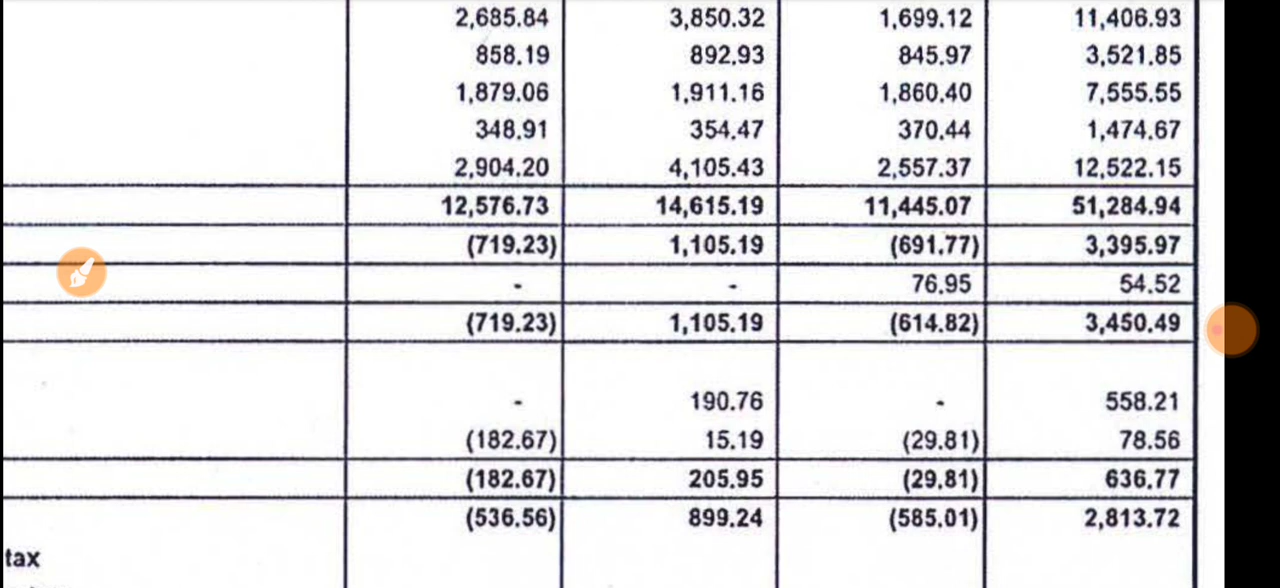 2,685.84 3,850.32 1,699.12 11,406.93
858.19 892.93 845.97 3,521.85
1,879.06 1,911.16 1,860.40 7,555.55
348.91 354.47 370.44 1,474.67
2,904.20 4,105.43 2,557.37 12,522.15
12,576.73 14,615.19 11,445.07 51,284.94
(719.23) 1,105.19 (691.77) 3,395.97
- - 76.95 54.52
(719.23) 1,105.19 (614.82) 3,450.49
- 190.76 - 558.21
(182.67) 15.19 (29.81) 78.56
(182.67) 205.95 (29.81) 636.77
(536.56) 899.24 (585.01) 2,813.72
tax